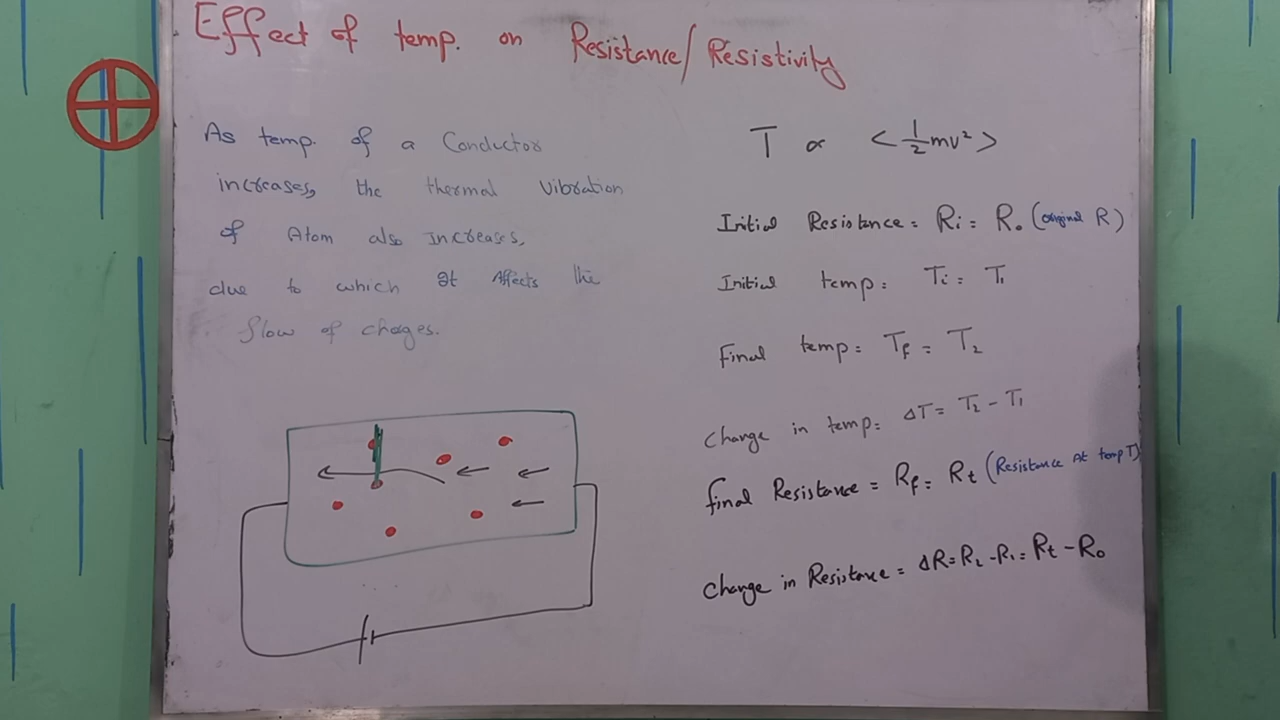 Effect of temp. on Resistance/Resistivity
As temp. of a Conductor
increases, the thermal vibration
of Atom also increases,
due to which It Affects the
flow of charges.
T ∝ <½mv²>
Initial Resistance = Ri = R₀ (original R)
Initial temp = Ti = T₁
Final temp = Tf = T₂
Change in temp = ΔT = T₂ - T₁
final Resistance = Rf = Rt (Resistance At temp T)
Change in Resistance = ΔR = R₂ - R₁ = Rt - R₀